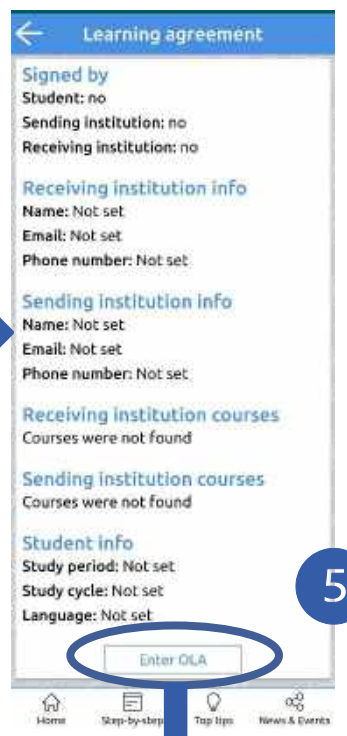 Learning agreement
Signed by
Student: no
Sending institution: no
Receiving institution: no
Receiving institution info
Name: Not set
Email: Not set
Phone number: Not set
Sending institution info
Name: Not set
Email: Not set
Phone number: Not set
Receiving institution courses
Courses were not found
Sending institution courses
Courses were not found
Student info
Study period: Not set
Study cycle: Not set
Language: Not set
5
Enter OLA
Home Step-by-step Top tips News & Events